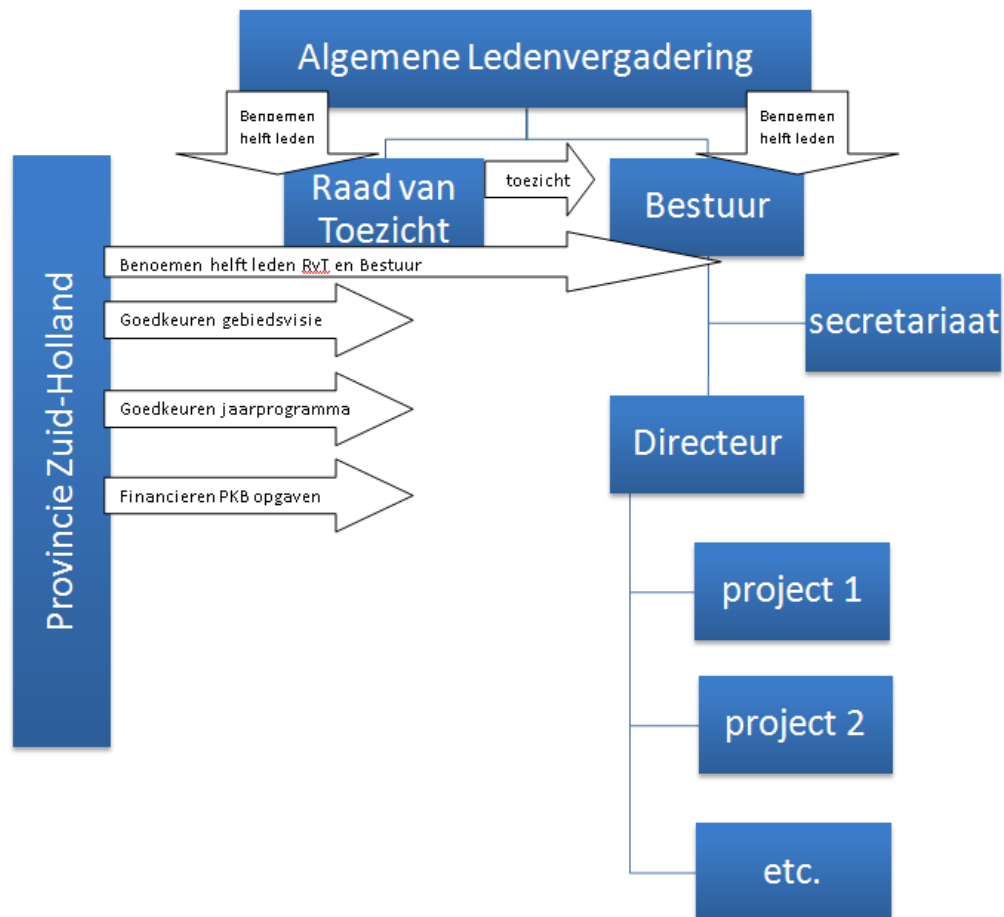 Algemene Ledenvergadering
Benoemen
helft leden
Benoemen
helft leden
Raad van
Toezicht
toezicht
Bestuur
Provincie Zuid-Holland
Benoemen helft leden RvT en Bestuur
Goedkeuren gebiedsvisie
secretariaat
Goedkeuren jaarprogramma
Directeur
Financieren PKB opgaven
project 1
project 2
etc.